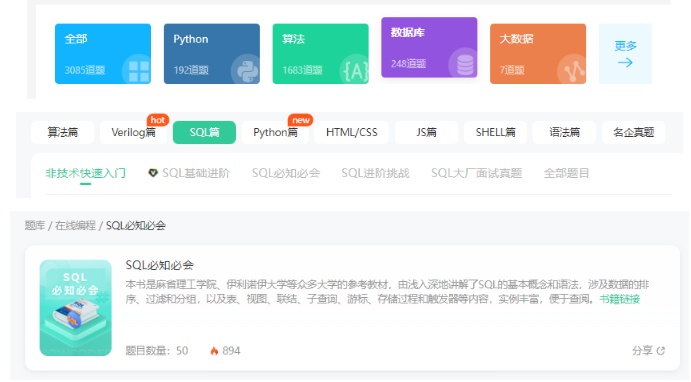 全部
3085道题
Python
192道题
算法
1683道题
{A}
数据库
248道题
大数据
7道题
更多
算法篇
Verilog篇
hot
SQL篇
Python篇
new
HTML/CSS
JS篇
SHELL篇
语法篇
名企真题
非技术快速入门
SQL基础进阶
SQL必知必会
SQL进阶挑战
SQL大厂面试真题
全部题目
题库 / 在线编程 / SQL必知必会
SQL
必知必会
SQL必知必会
本书是麻省理工学院、伊利诺伊大学等众多大学的参考教材，由浅入深地讲解了SQL的基本概念和语法，涉及数据的排
序、过滤和分组，以及表、视图、联结、子查询、游标、存储过程和触发器等内容，实例丰富，便于查阅。书籍链接
题目数量：50
894
分享